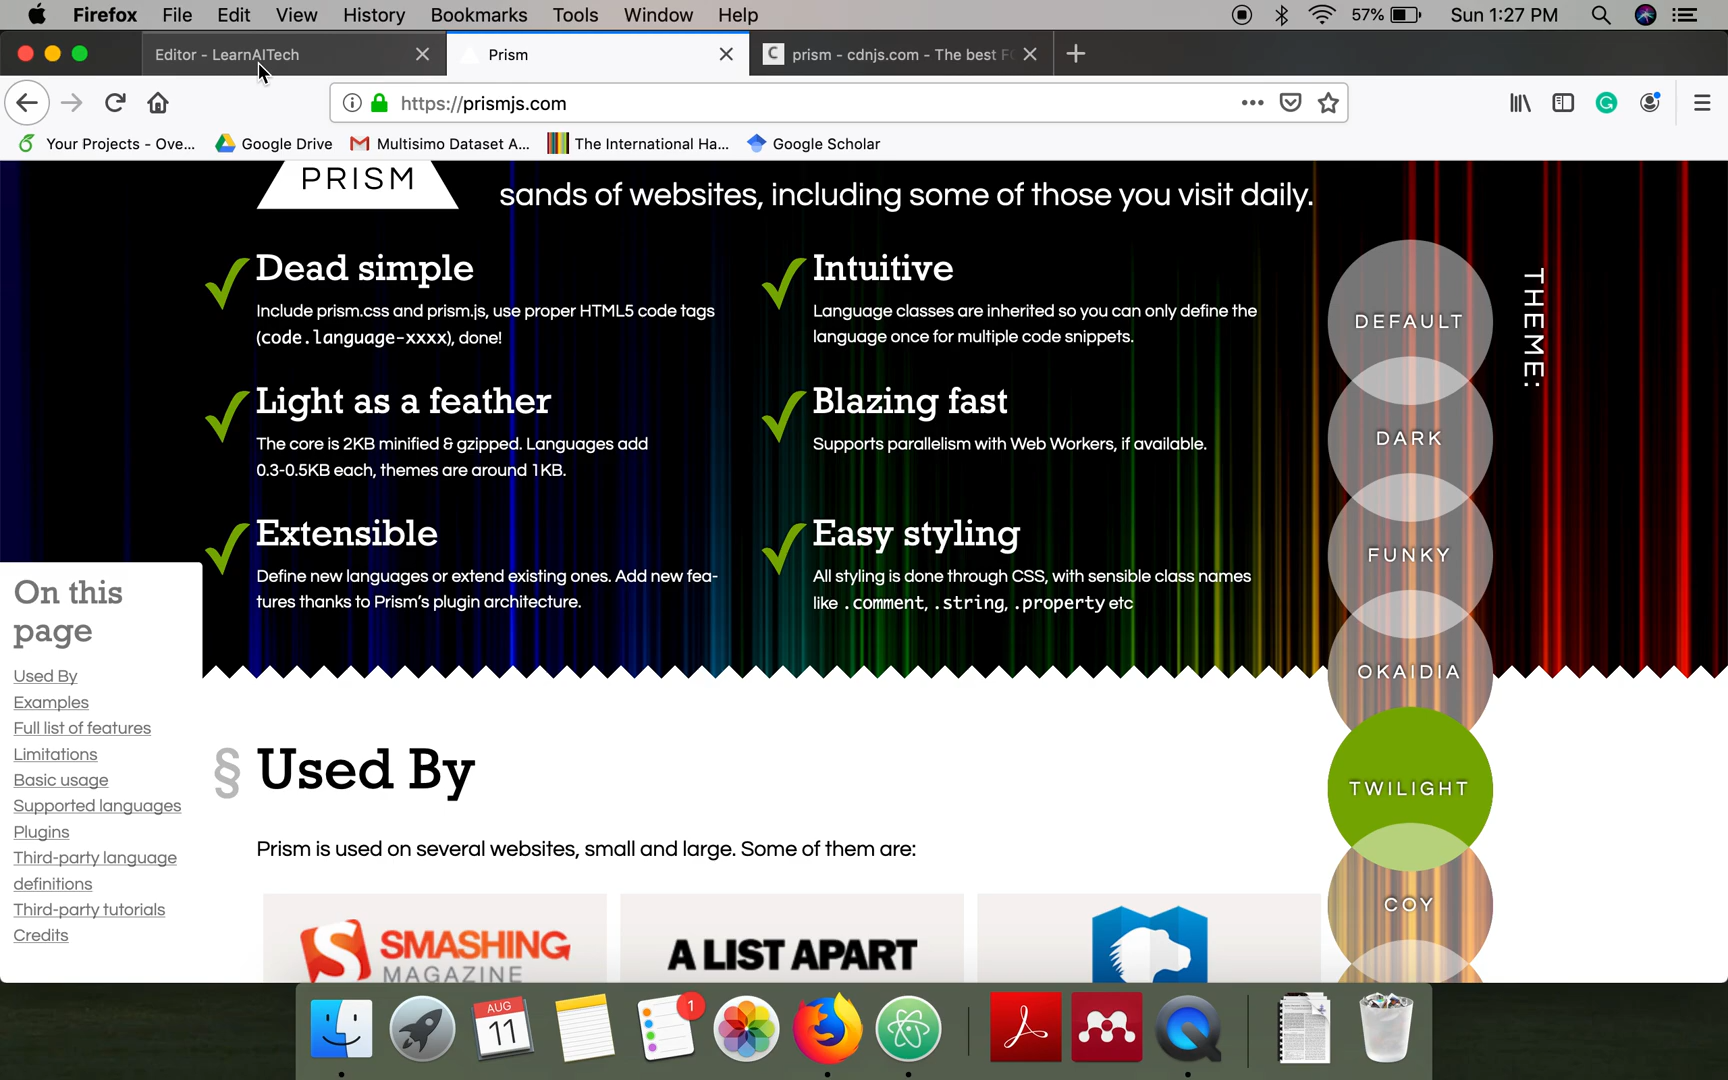 Firefox File Edit View History Bookmarks Tools Window Help 57% Sun 1:27 PM
Editor - LearnAITech Prism C prism - cdnjs.com - The best F
https://prismjs.com
Your Projects - Ove... Google Drive Multisimo Dataset A... The International Ha... Google Scholar
PRISM
sands of websites, including some of those you visit daily.
Dead simple
Include prism.css and prism.js, use proper HTML5 code tags
(code.language-xxxx), done!
Intuitive
Language classes are inherited so you can only define the
language once for multiple code snippets.
Light as a feather
The core is 2KB minified & gzipped. Languages add
0.3-0.5KB each, themes are around 1KB.
Blazing fast
Supports parallelism with Web Workers, if available.
Extensible
Define new languages or extend existing ones. Add new fea-
tures thanks to Prism's plugin architecture.
Easy styling
All styling is done through CSS, with sensible class names
like .comment, .string, .property etc
THEME:
DEFAULT
DARK
FUNKY
OKAIDIA
TWILIGHT
COY
On this
page
Used By
Examples
Full list of features
Limitations
Basic usage
Supported languages
Plugins
Third-party language
definitions
Third-party tutorials
Credits
§ Used By
Prism is used on several websites, small and large. Some of them are:
SMASHING
MAGAZINE
A LIST APART
AUG
11
1